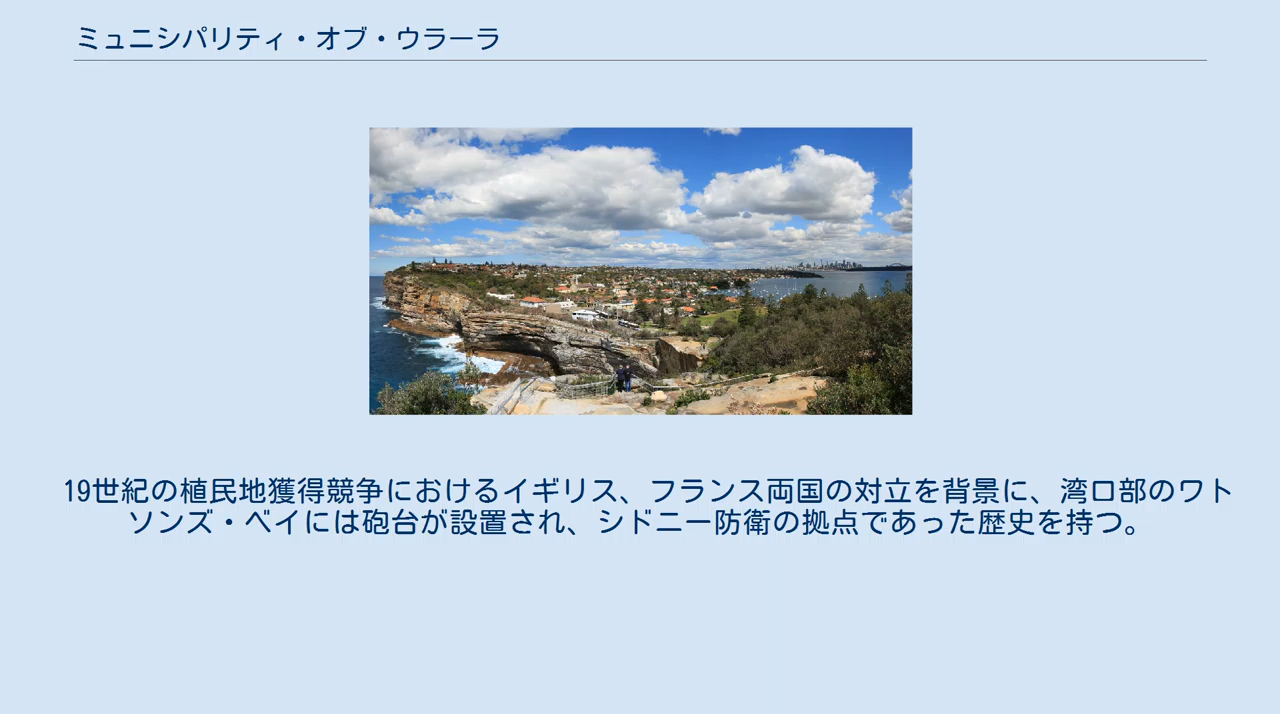 ミュニシパリティ・オブ・ウラーラ
19世紀の植民地獲得競争におけるイギリス、フランス両国の対立を背景に、湾口部のワト
ソンズ・ベイには砲台が設置され、シドニー防衛の拠点であった歴史を持つ。